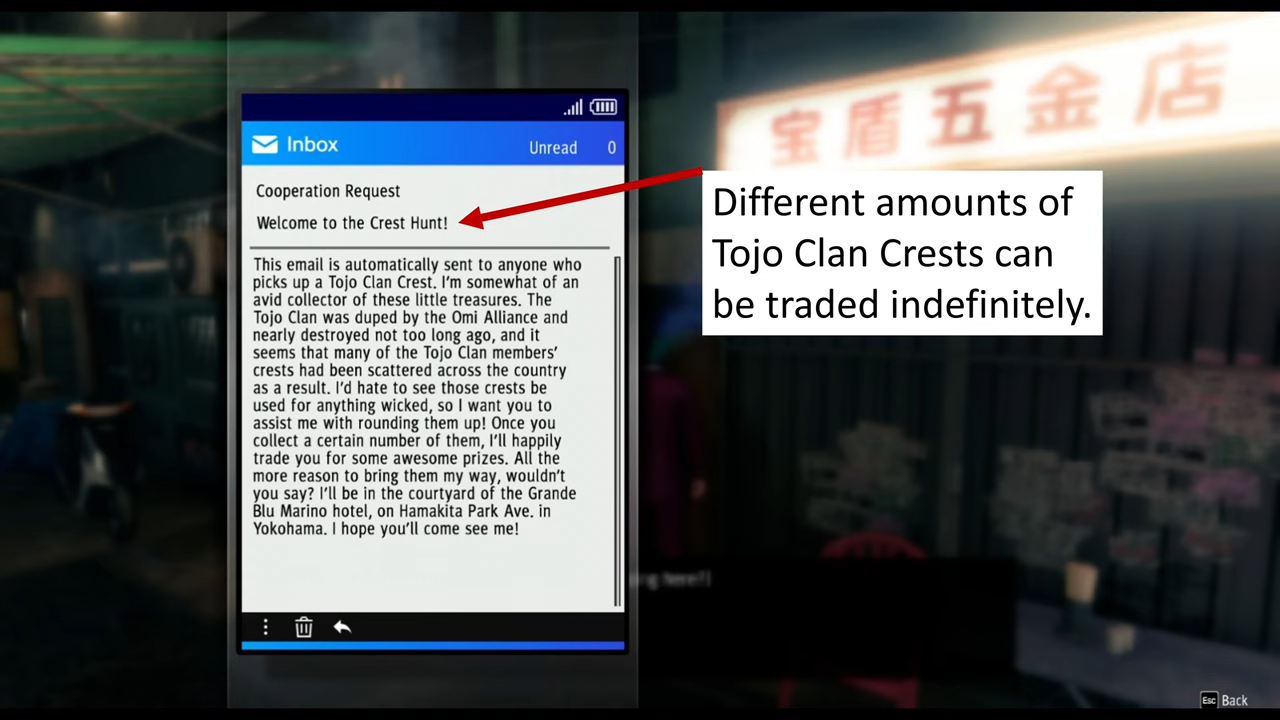 Inbox
Unread 0
Cooperation Request
Welcome to the Crest Hunt!
This email is automatically sent to anyone who
picks up a Tojo Clan Crest. I'm somewhat of an
avid collector of these little treasures. The
Tojo Clan was duped by the Omi Alliance and
nearly destroyed not too long ago, and it
seems that many of the Tojo Clan members'
crests had been scattered across the country
as a result. I'd hate to see those crests be
used for anything wicked, so I want you to
assist me with rounding them up! Once you
collect a certain number of them, I'll happily
trade you for some awesome prizes. All the
more reason to bring them my way, wouldn't
you say? I'll be in the courtyard of the Grande
Blu Marino hotel, on Hamakita Park Ave. in
Yokohama. I hope you'll come see me!
宝盾五金店
Different amounts of
Tojo Clan Crests can
be traded indefinitely.
here!]
Esc Back